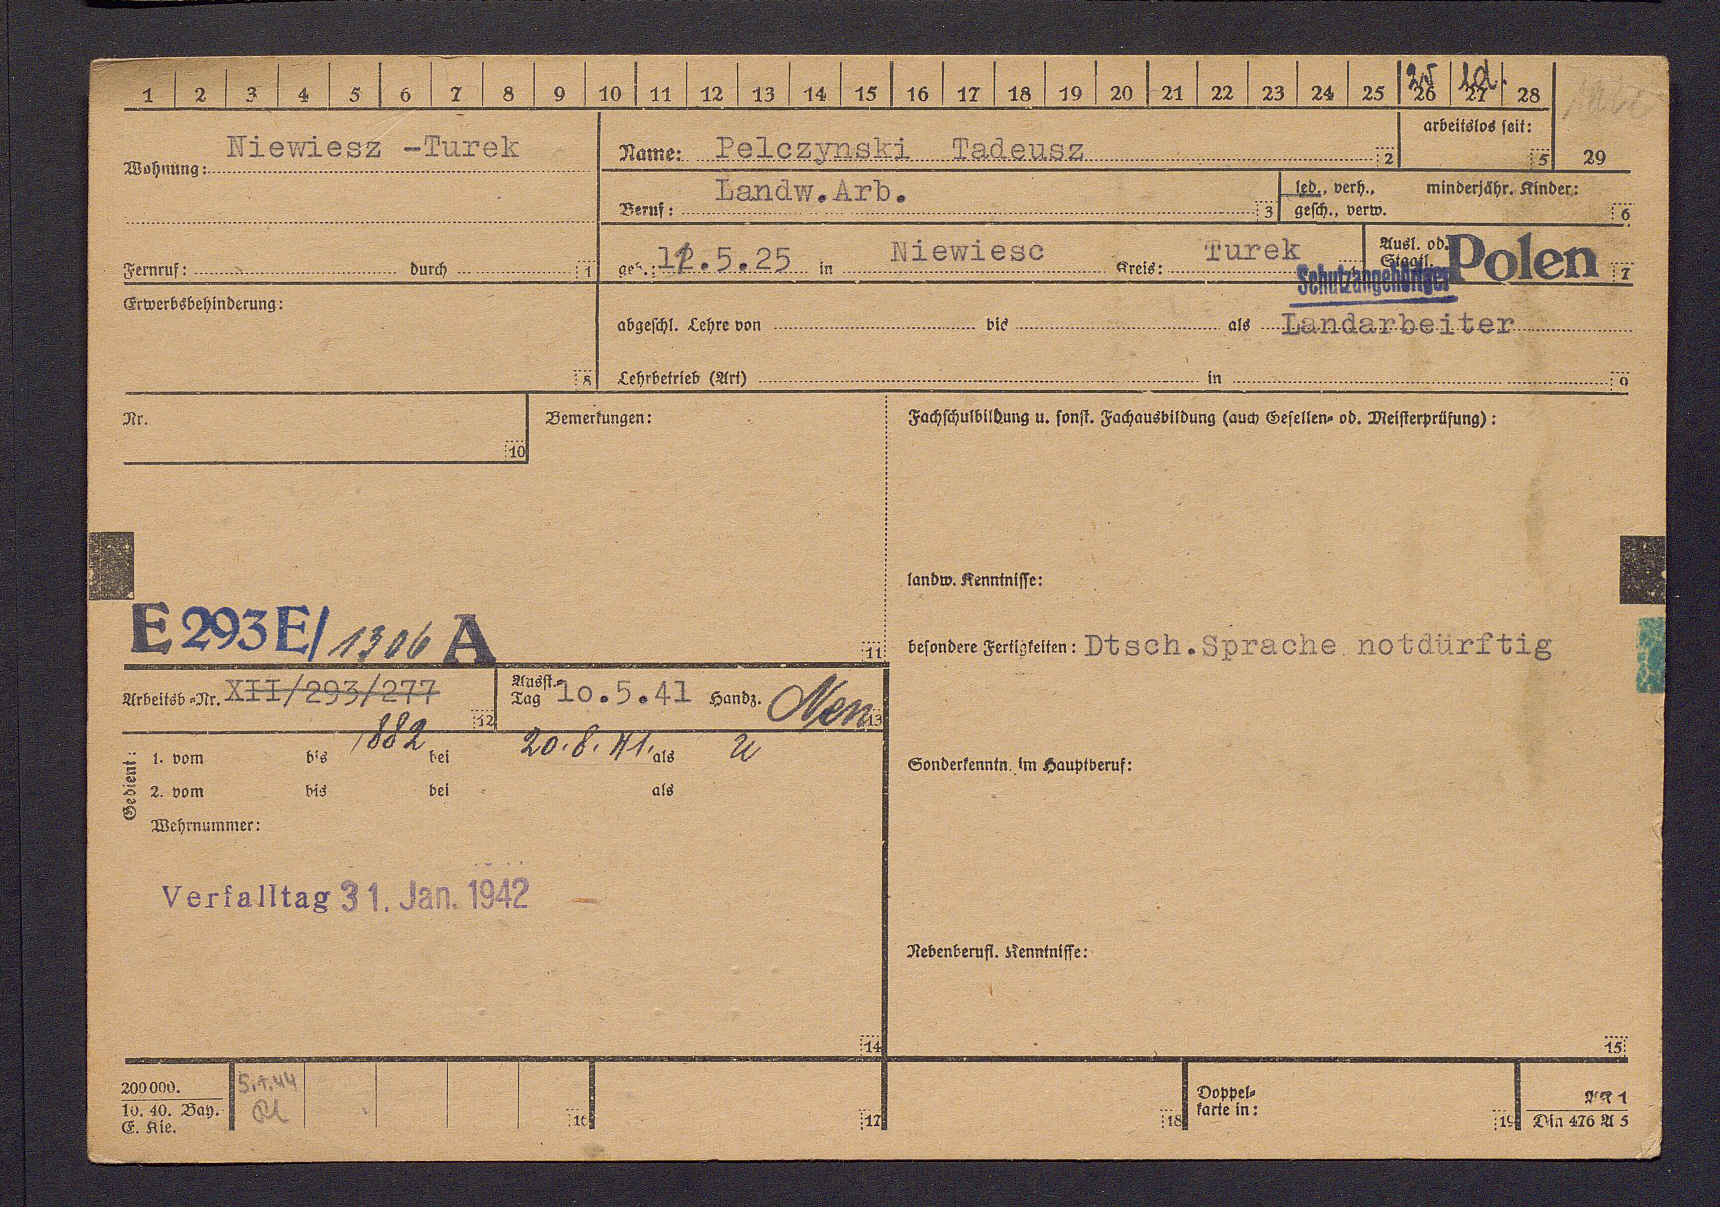 1 2 3 4 5 6 7 8 9 10 11 12 13 14 15 16 17 18 19 20 21 22 23 24 25 26 27 28
25 1d.
arbeitslos seit:
5 29
Wohnung: Niewiesz -Turek
Name: Pelczynski Tadeusz 2
Beruf: Landw.Arb. 3
led., verh., minderjähr. Kinder:
gesch., verw. 6
Fernruf: durch 1
geb.: 12.5.25 in Niewiesc Kreis: Turek
Ausl. od. Staatl. Polen 7
Schutzangehöriger
Erwerbsbehinderung:
8
abgeschl. Lehre von bis als Landarbeiter
Lehrbetrieb (Art) in 9
Nr.
10
Bemerkungen:
Fachschulbildung u. sonst. Fachausbildung (auch Gesellen- od. Meisterprüfung):
landw. Kenntnisse:
E 293 E/ 1306 A
11
besondere Fertigkeiten: Dtsch.Sprache notdürftig
Arbeitsb.-Nr. XII/293/277 12
Ausst.-Tag 10.5.41 Handz. 13
882 20.8.41.
Gedient:
1. vom bis bei als
2. vom bis bei als
Wehrnummer:
Sonderkenntn. im Hauptberuf:
Verfalltag 31. Jan. 1942
Nebenberufl. Kenntnisse:
14
15
200000.
10. 40. Bay.
E. Kie.
16
17
18
Doppel-
karte in:
19
AK 1
Din 476 A 5